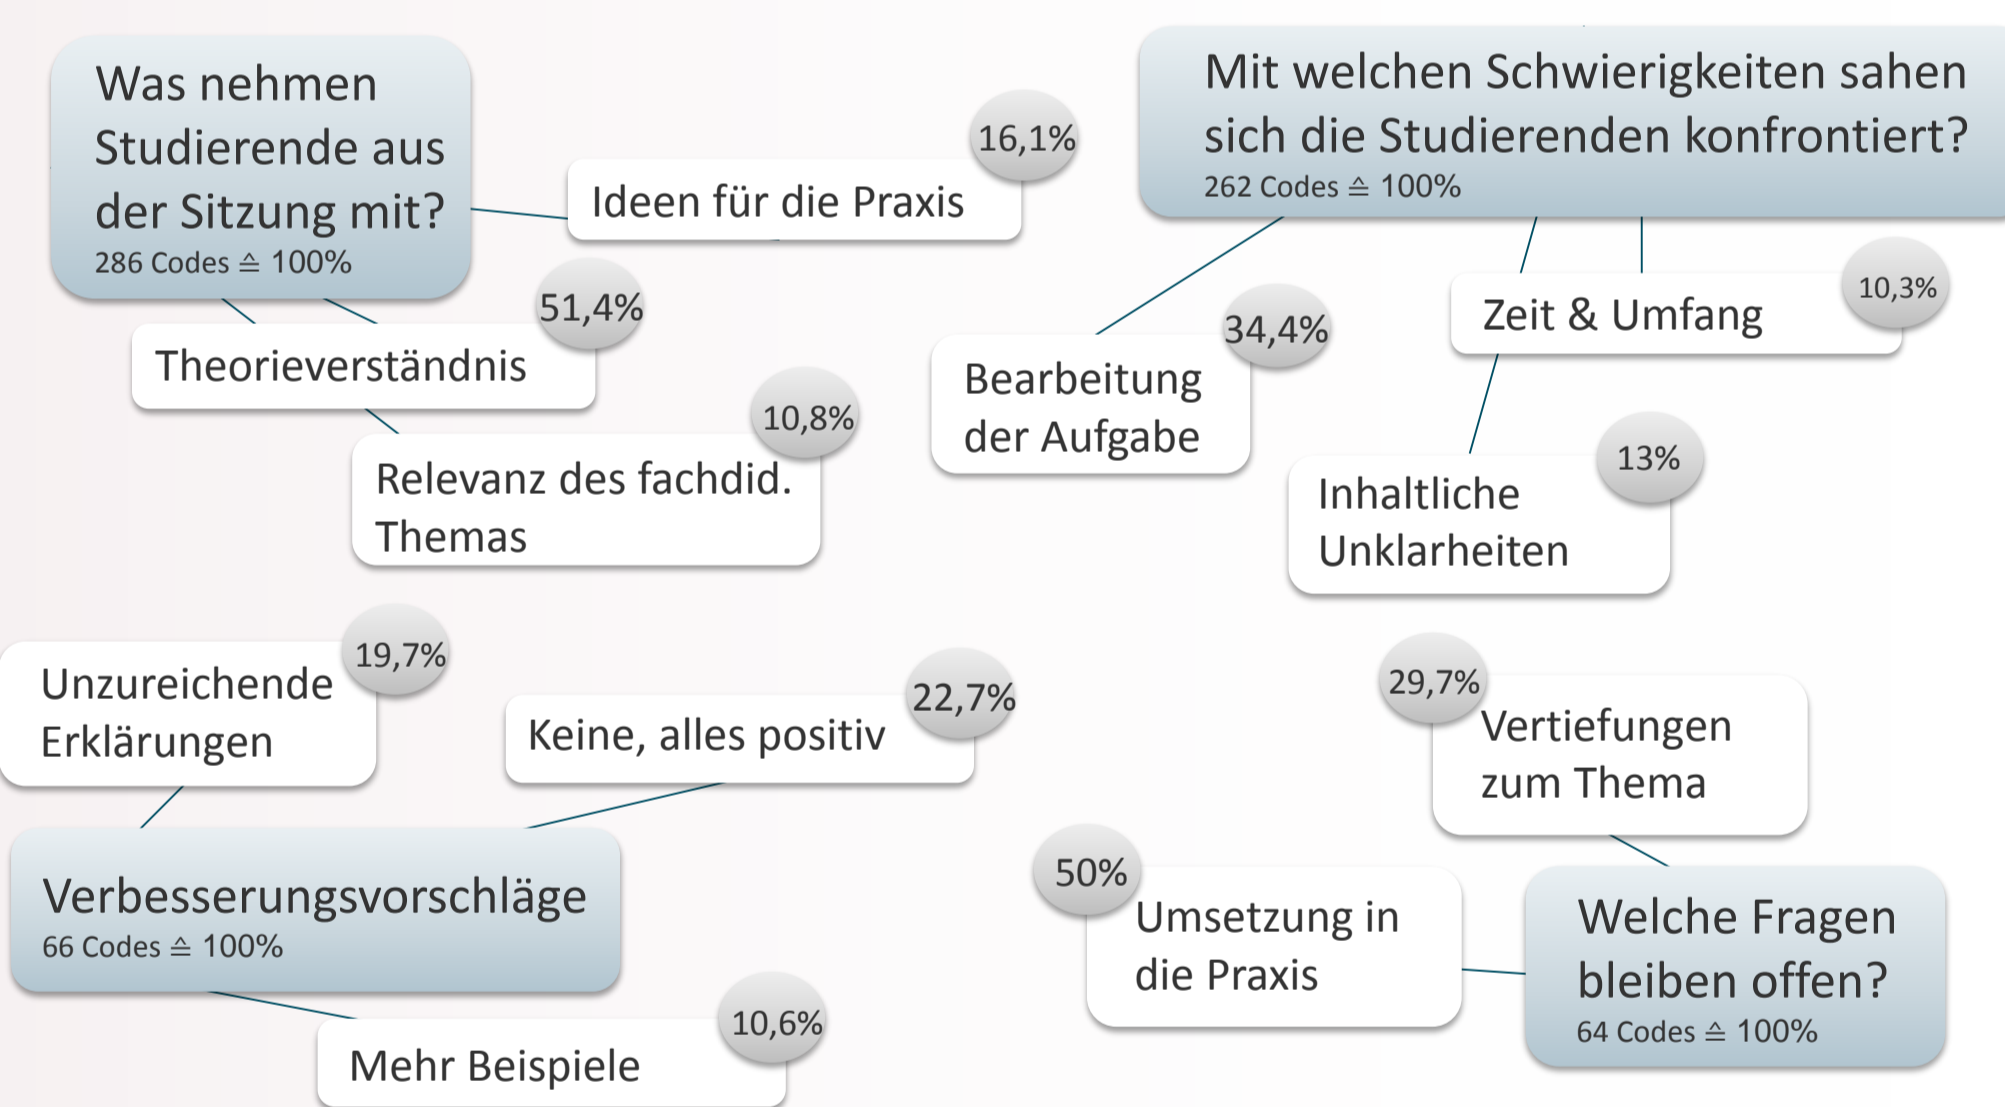 Was nehmen
Studierende aus
der Sitzung mit?
286 Codes ≙ 100%
16,1%
Ideen für die Praxis
51,4%
Theorieverständnis
10,8%
Relevanz des fachdid.
Themas
Mit welchen Schwierigkeiten sahen
sich die Studierenden konfrontiert?
262 Codes ≙ 100%
34,4%
Bearbeitung
der Aufgabe
10,3%
Zeit & Umfang
13%
Inhaltliche
Unklarheiten
19,7%
Unzureichende
Erklärungen
22,7%
Keine, alles positiv
Verbesserungsvorschläge
66 Codes ≙ 100%
10,6%
Mehr Beispiele
29,7%
Vertiefungen
zum Thema
50%
Umsetzung in
die Praxis
Welche Fragen
bleiben offen?
64 Codes ≙ 100%